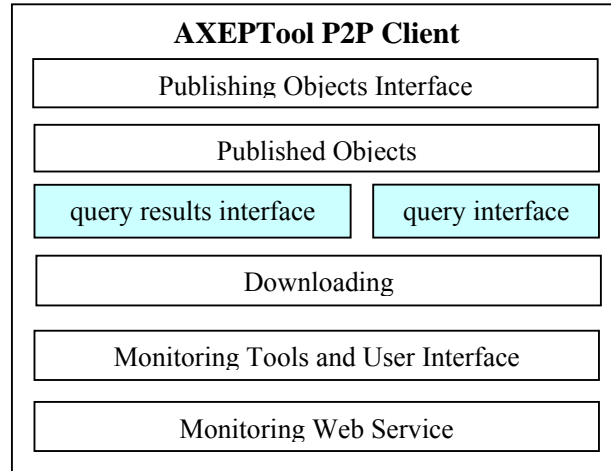 AXEPTool P2P Client
Publishing Objects Interface
Published Objects
query results interface
query interface
Downloading
Monitoring Tools and User Interface
Monitoring Web Service